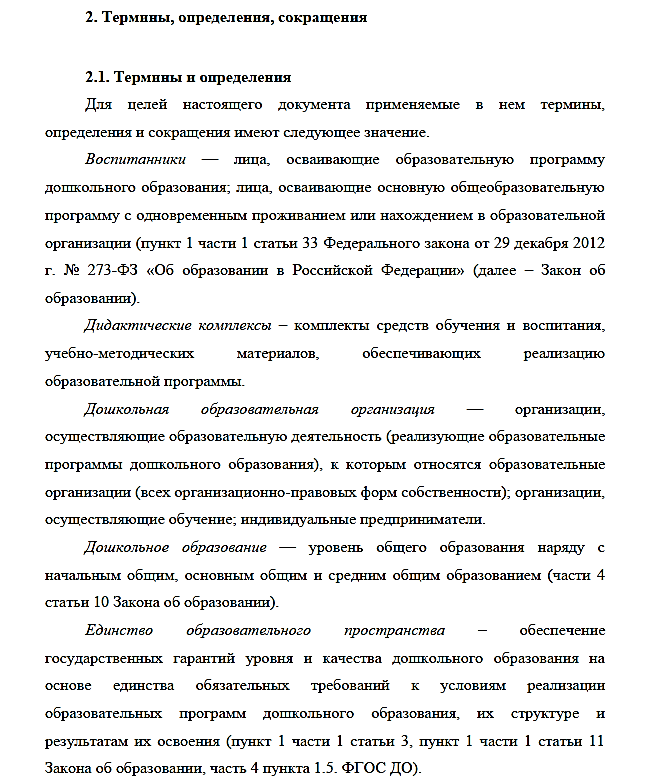 2. Термины, определения, сокращения
2.1. Термины и определения
Для целей настоящего документа применяемые в нем термины,
определения и сокращения имеют следующее значение.
Воспитанники — лица, осваивающие образовательную программу
дошкольного образования; лица, осваивающие основную общеобразовательную
программу с одновременным проживанием или нахождением в образовательной
организации (пункт 1 части 1 статьи 33 Федерального закона от 29 декабря 2012
г. № 273-ФЗ «Об образовании в Российской Федерации» (далее – Закон об
образовании).
Дидактические комплексы – комплекты средств обучения и воспитания,
учебно-методических материалов, обеспечивающих реализацию
образовательной программы.
Дошкольная образовательная организация — организации,
осуществляющие образовательную деятельность (реализующие образовательные
программы дошкольного образования), к которым относятся образовательные
организации (всех организационно-правовых форм собственности); организации,
осуществляющие обучение; индивидуальные предприниматели.
Дошкольное образование — уровень общего образования наряду с
начальным общим, основным общим и средним общим образованием (части 4
статьи 10 Закона об образовании).
Единство образовательного пространства – обеспечение
государственных гарантий уровня и качества дошкольного образования на
основе единства обязательных требований к условиям реализации
образовательных программ дошкольного образования, их структуре и
результатам их освоения (пункт 1 части 1 статьи 3, пункт 1 части 1 статьи 11
Закона об образовании, часть 4 пункта 1.5. ФГОС ДО).